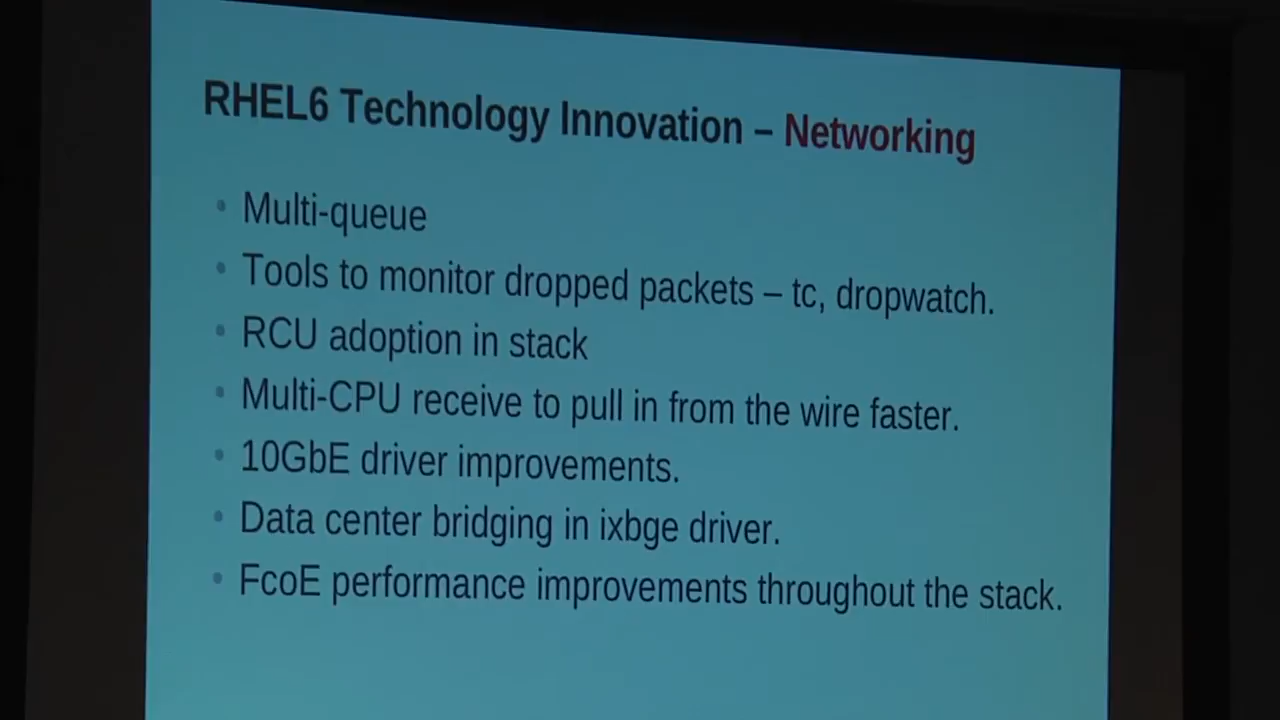 RHEL6 Technology Innovation – Networking
• Multi-queue
• Tools to monitor dropped packets – tc, dropwatch.
• RCU adoption in stack
• Multi-CPU receive to pull in from the wire faster.
• 10GbE driver improvements.
• Data center bridging in ixbge driver.
• FcoE performance improvements throughout the stack.